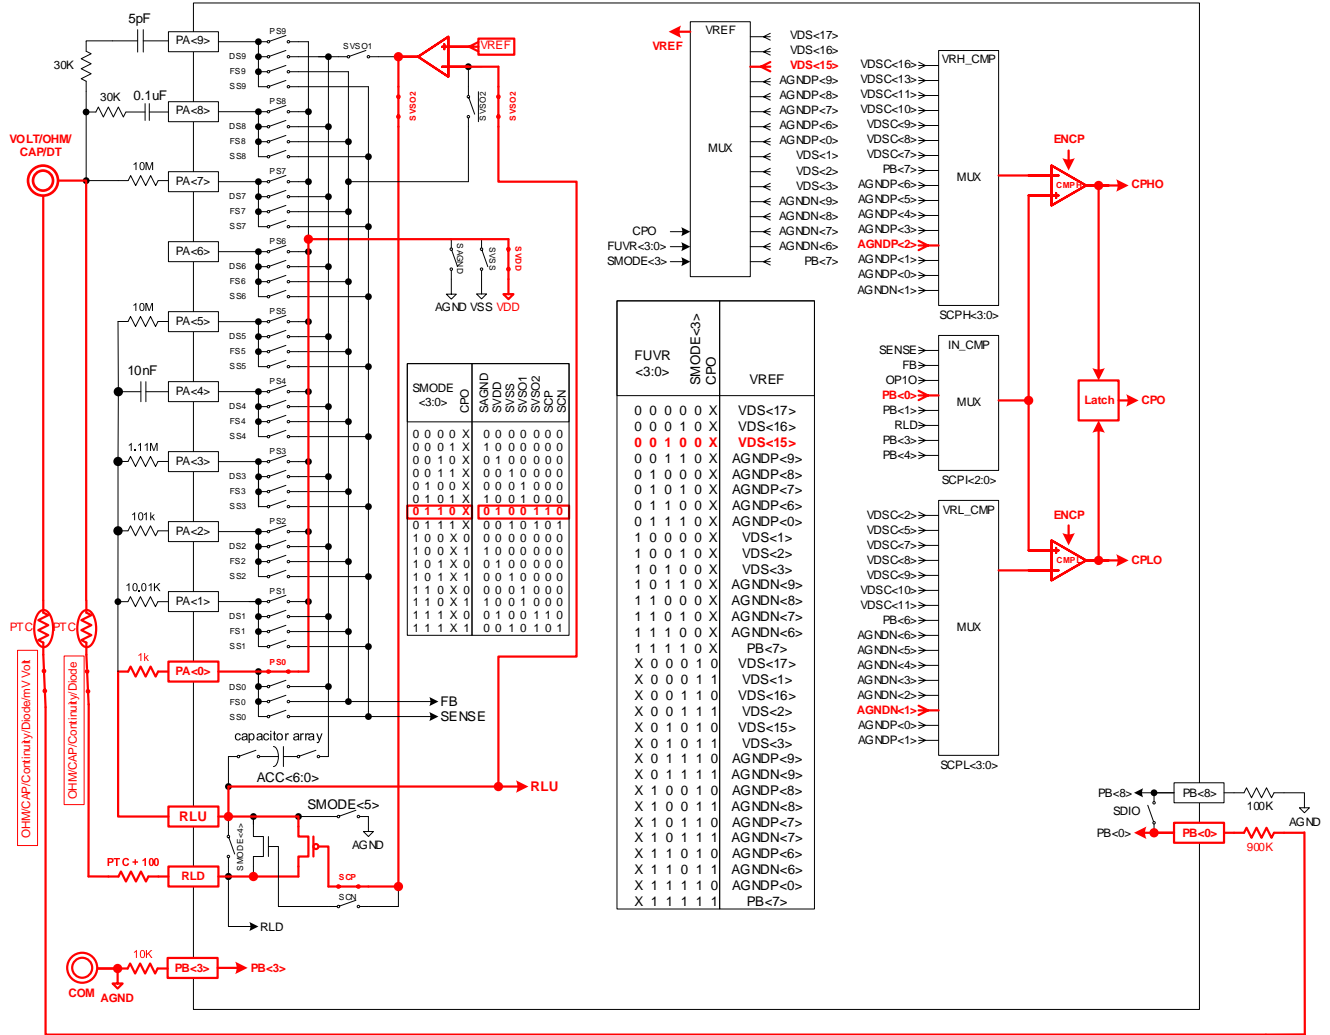 5pF
30K
30K
0.1uF
VOLT/OHM/
CAP/DT
10M
10M
10nF
1.11M
101k
10.01K
1k
PTC
PTC
OHM/CAP/Continuity/Diode/mV Volt
OHM/CAP/Continuity/Diode
PTC + 100
10K
COM
AGND
PA<9>
PA<8>
PA<7>
PA<6>
PA<5>
PA<4>
PA<3>
PA<2>
PA<1>
PA<0>
RLU
RLD
PB<3>
PB<3>
PS9
DS9
FS9
SS9
PS8
DS8
FS8
SS8
PS7
DS7
FS7
SS7
PS6
DS6
FS6
SS6
PS5
DS5
FS5
SS5
PS4
DS4
FS4
SS4
PS3
DS3
FS3
SS3
PS2
DS2
FS2
SS2
PS1
DS1
FS1
SS1
PS0
DS0
FS0
SS0
FB
SENSE
capacitor array
ACC<6:0>
RLU
SMODE<5>
AGND
SMODE<4>
SCP
SCN
RLD
SVSO1
VREF
SVSO2
SVSO2
SVSO2
SAGND
SVSS
SVDD
AGND VSS VDD
SMODE <3:0> CPO SAGND SVDD SVSS SVSO1 SVSO2 SCP SCN
0 0 0 0 X 0 0 0 0 0 0 0
0 0 0 1 X 1 0 0 0 0 0 0
0 0 1 0 X 0 1 0 0 0 0 0
0 0 1 1 X 0 0 1 0 0 0 0
0 1 0 0 X 0 0 0 1 0 0 0
0 1 0 1 X 1 0 0 1 0 0 0
0 1 1 0 X 0 1 0 0 1 1 0
0 1 1 1 X 0 0 1 0 1 0 1
1 0 0 X 0 0 1 0 0 0 0 0
1 0 0 X 1 1 0 0 0 0 0 0
1 0 1 X 0 0 1 0 0 0 0 0
1 0 1 X 1 0 0 1 0 0 0 0
1 1 0 X 0 0 0 0 1 0 0 0
1 1 0 X 1 1 0 0 1 0 0 0
1 1 1 X 0 0 1 0 0 1 1 0
1 1 1 X 1 0 0 1 0 1 0 1
VREF
VREF
MUX
CPO
FUVR<3:0>
SMODE<3>
VDS<17>
VDS<16>
VDS<15>
AGNDP<9>
AGNDP<8>
AGNDP<7>
AGNDP<6>
AGNDP<0>
VDS<1>
VDS<2>
VDS<3>
AGNDN<9>
AGNDN<8>
AGNDN<7>
AGNDN<6>
PB<7>
FUVR <3:0> SMODE<3> CPO VREF
0 0 0 0 0 X VDS<17>
0 0 0 1 0 X VDS<16>
0 0 1 0 0 X VDS<15>
0 0 1 1 0 X AGNDP<9>
0 1 0 0 0 X AGNDP<8>
0 1 0 1 0 X AGNDP<7>
0 1 1 0 0 X AGNDP<6>
0 1 1 1 0 X AGNDP<0>
1 0 0 0 0 X VDS<1>
1 0 0 1 0 X VDS<2>
1 0 1 0 0 X VDS<3>
1 0 1 1 0 X AGNDN<9>
1 1 0 0 0 X AGNDN<8>
1 1 0 1 0 X AGNDN<7>
1 1 1 0 0 X AGNDN<6>
1 1 1 1 0 X PB<7>
X 0 0 0 1 0 VDS<17>
X 0 0 0 1 1 VDS<1>
X 0 0 1 1 0 VDS<16>
X 0 0 1 1 1 VDS<2>
X 0 1 0 1 0 VDS<15>
X 0 1 0 1 1 VDS<3>
X 0 1 1 1 0 AGNDP<9>
X 0 1 1 1 1 AGNDN<9>
X 1 0 0 1 0 AGNDP<8>
X 1 0 0 1 1 AGNDN<8>
X 1 0 1 1 0 AGNDP<7>
X 1 0 1 1 1 AGNDN<7>
X 1 1 0 1 0 AGNDP<6>
X 1 1 0 1 1 AGNDN<6>
X 1 1 1 1 0 AGNDP<0>
X 1 1 1 1 1 PB<7>
VRH_CMP
MUX
VDSC<16>
VDSC<13>
VDSC<11>
VDSC<10>
VDSC<9>
VDSC<8>
VDSC<7>
PB<7>
AGNDP<6>
AGNDP<5>
AGNDP<4>
AGNDP<3>
AGNDP<2>
AGNDP<1>
AGNDP<0>
AGNDN<1>
SCPH<3:0>
IN_CMP
MUX
SENSE
FB
OP1O
PB<0>
PB<1>
RLD
PB<3>
PB<4>
SCPI<2:0>
VRL_CMP
MUX
VDSC<2>
VDSC<5>
VDSC<7>
VDSC<8>
VDSC<9>
VDSC<10>
VDSC<11>
PB<6>
AGNDN<6>
AGNDN<5>
AGNDN<4>
AGNDN<3>
AGNDN<2>
AGNDN<1>
AGNDP<0>
AGNDP<1>
SCPL<3:0>
ENCP
CMPH
CPHO
Latch
CPO
ENCP
CMPL
CPLO
PB<8>
PB<8>
100K
AGND
SDIO
PB<0>
PB<0>
900K